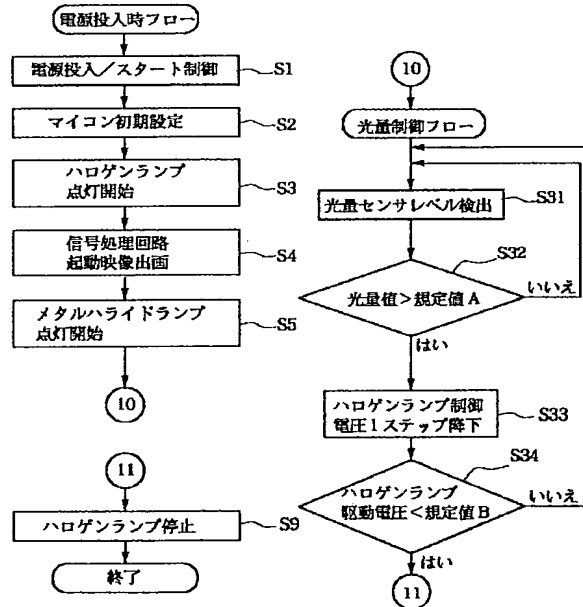 電源投入時フロー
電源投入／スタート制御
S1
マイコン初期設定
S2
ハロゲンランプ
点灯開始
S3
信号処理回路
起動映像出画
S4
メタルハライドランプ
点灯開始
S5
10
11
ハロゲンランプ停止
S9
終了
10
光量制御フロー
光量センサレベル検出
S31
光量値＞規定値A
S32
いいえ
はい
ハロゲンランプ制御
電圧1ステップ降下
S33
ハロゲンランプ
駆動電圧＜規定値B
S34
いいえ
はい
11